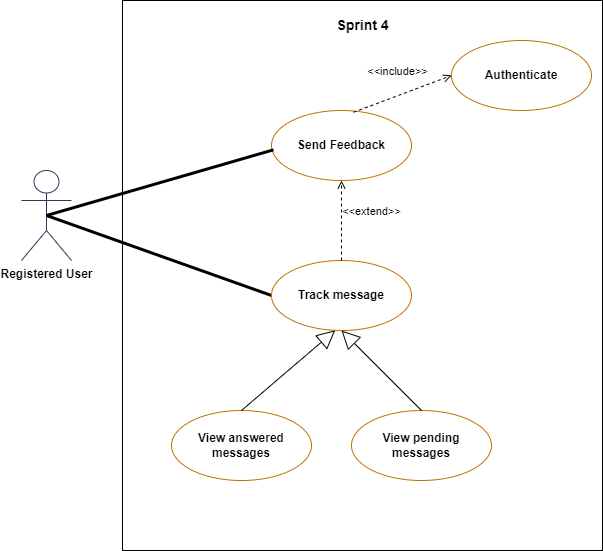 Sprint 4
<<include>>
Authenticate
Send Feedback
<<extend>>
Registered User
Track message
View answered
messages
View pending
messages